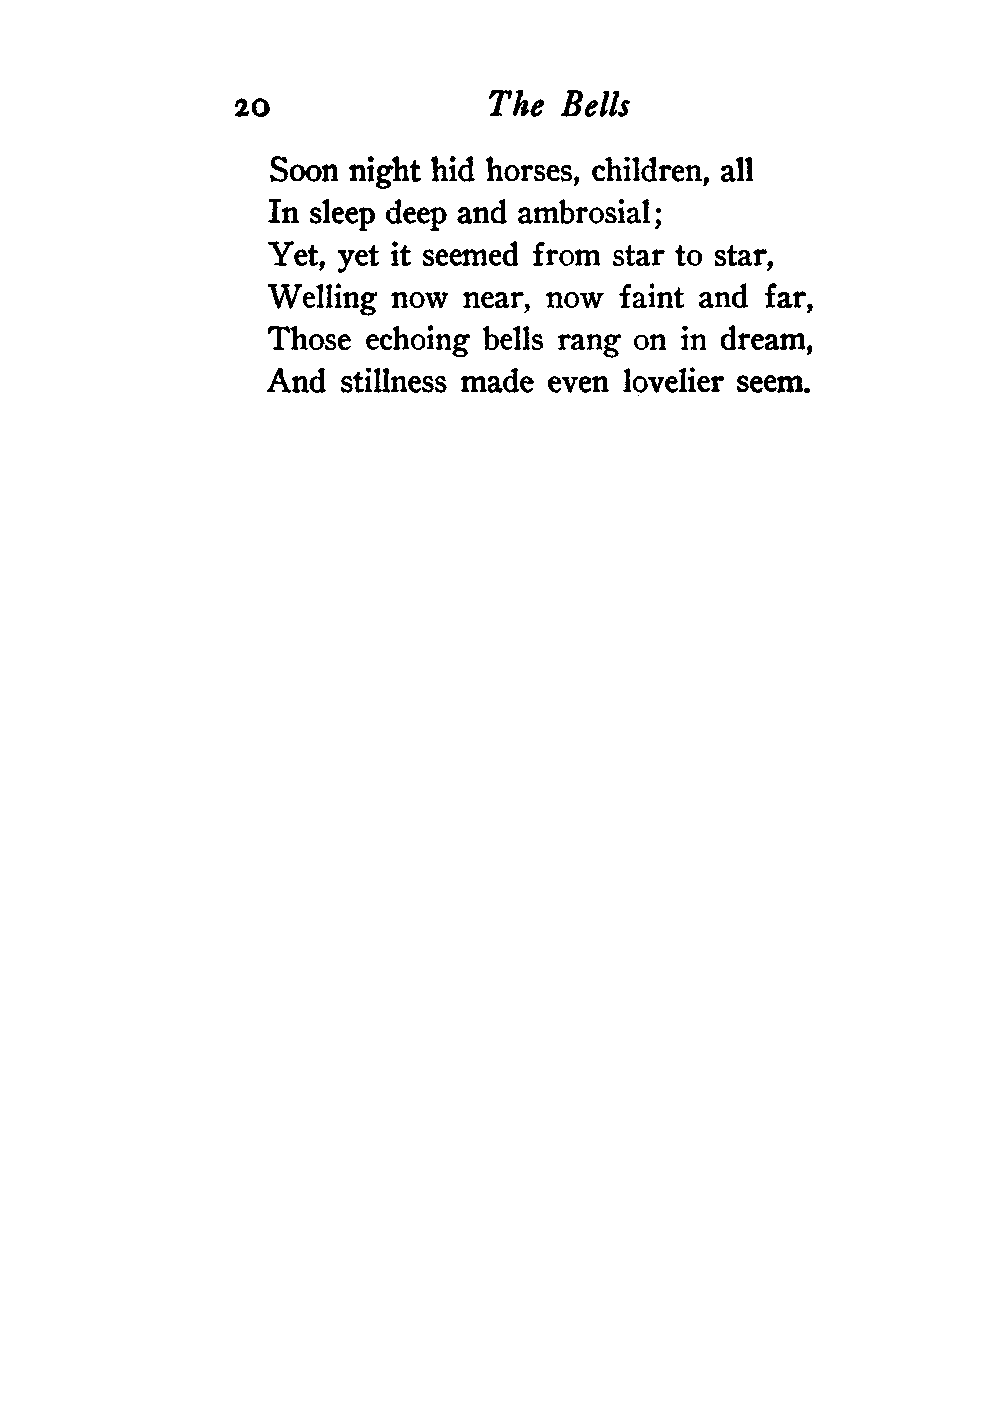 20 The Bells
Soon night hid horses, children, all
In sleep deep and ambrosial;
Yet, yet it seemed from star to star,
Welling now near, now faint and far,
Those echoing bells rang on in dream,
And stillness made even lovelier seem.